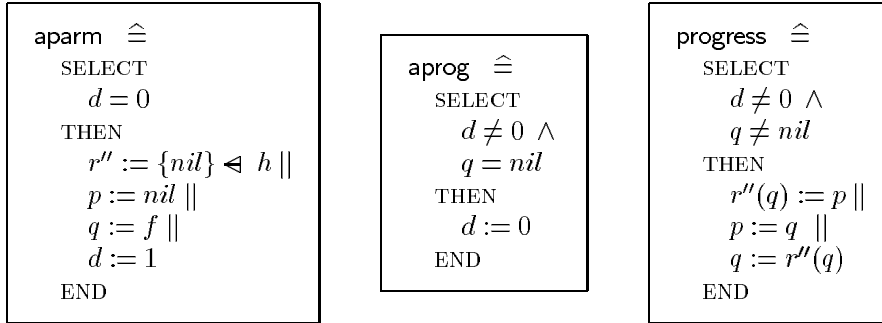 aparm ≙
SELECT
d = 0
THEN
r″ := {nil} ⩤ h ||
p := nil ||
q := f ||
d := 1
END
aprog ≙
SELECT
d ≠ 0 ∧
q = nil
THEN
d := 0
END
progress ≙
SELECT
d ≠ 0 ∧
q ≠ nil
THEN
r″(q) := p ||
p := q ||
q := r″(q)
END